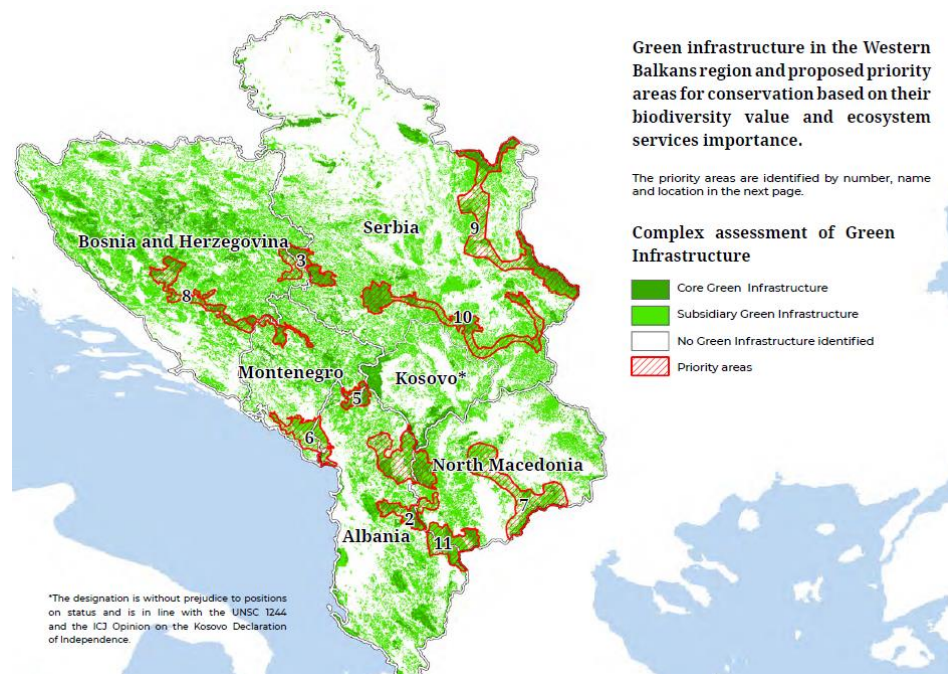 Green infrastructure in the Western
Balkans region and proposed priority
areas for conservation based on their
biodiversity value and ecosystem
services importance.
The priority areas are identified by number, name
and location in the next page.
Complex assessment of Green
Infrastructure
Core Green Infrastructure
Subsidiary Green Infrastructure
No Green Infrastructure identified
Priority areas
Serbia
9
Bosnia and Herzegovina
3
8
10
Montenegro
Kosovo*
5
6
North Macedonia
7
2
Albania
11
*The designation is without prejudice to positions
on status and is in line with the UNSC 1244
and the ICJ Opinion on the Kosovo Declaration
of Independence.